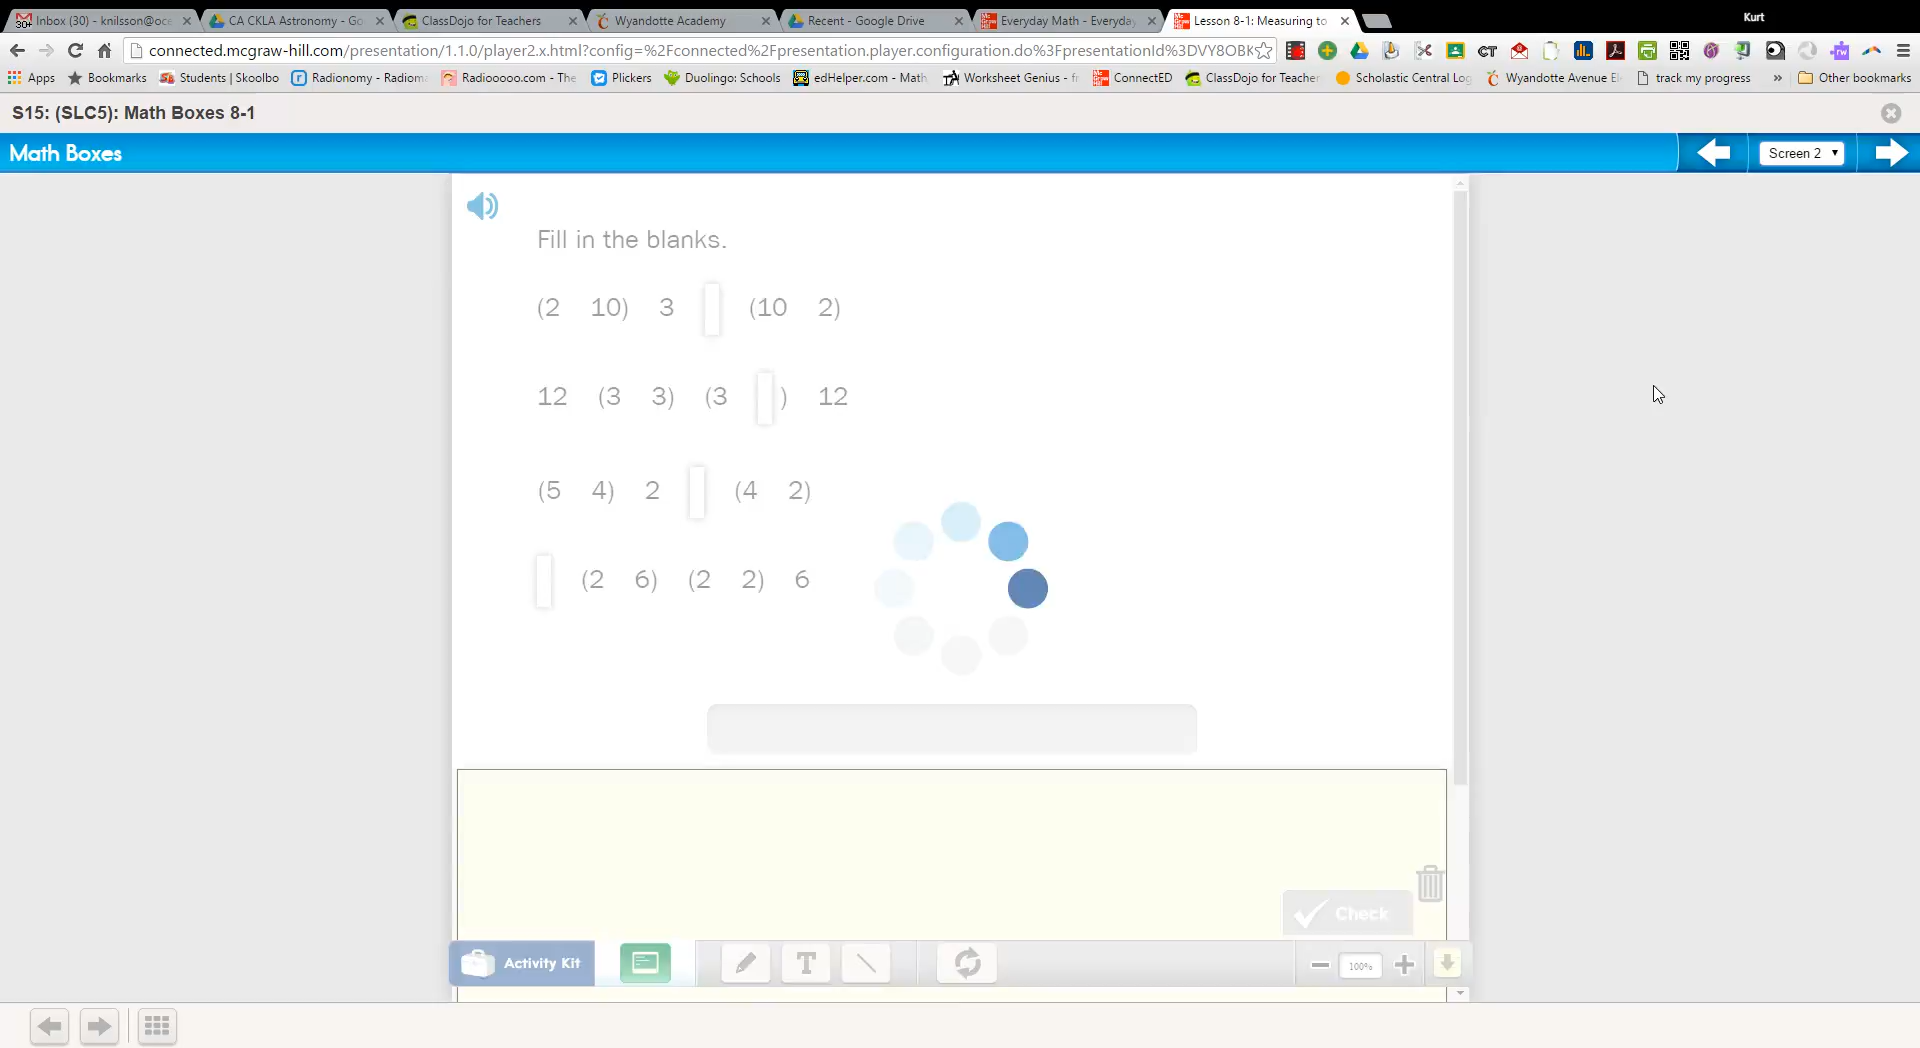 Kurt
30+ Inbox (30) - knilsson@oce
CA CKLA Astronomy - Go
ClassDojo for Teachers
Wyandotte Academy
Recent - Google Drive
Everyday Math - Everyday
Lesson 8-1: Measuring to
connected.mcgraw-hill.com/presentation/1.1.0/player2.x.html?config=%2Fconnected%2Fpresentation.player.configuration.do%3FpresentationId%3DVY8OBK
Apps Bookmarks Students | Skoolbo Radionomy - Radiom Radiooooo.com - The Plickers Duolingo: Schools edHelper.com - Math Worksheet Genius - fr ConnectED ClassDojo for Teacher Scholastic Central Log Wyandotte Avenue El track my progress » Other bookmarks
S15: (SLC5): Math Boxes 8-1
Math Boxes
Screen 2
Fill in the blanks.
(2 10) 3 (10 2)
12 (3 3) (3 ) 12
(5 4) 2 (4 2)
(2 6) (2 2) 6
Check
Activity Kit
T
100%